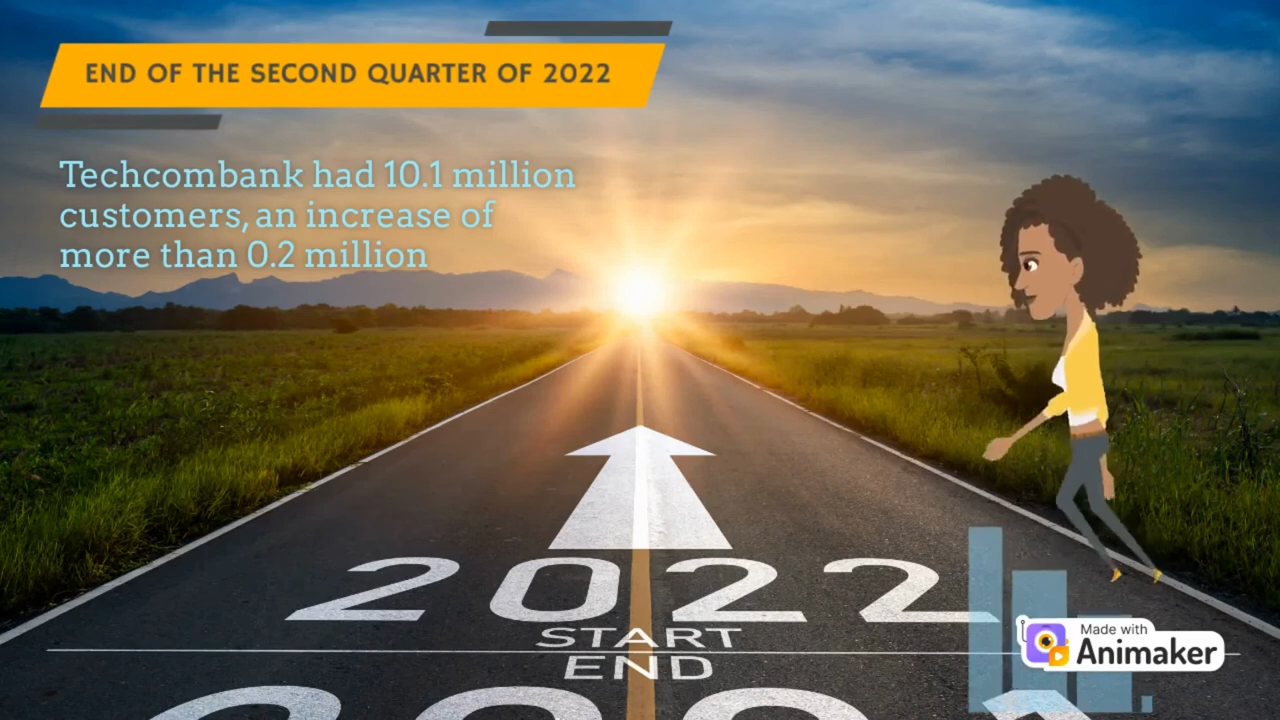 END OF THE SECOND QUARTER OF 2022
Techcombank had 10.1 million
customers, an increase of
more than 0.2 million
2022
START
END
Made with
Animaker